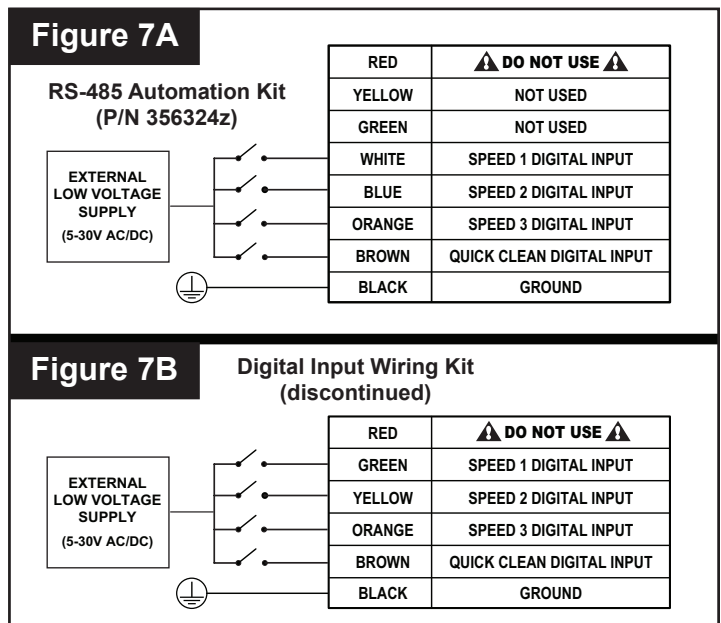 Figure 7A
RS-485 Automation Kit
(P/N 356324z)
EXTERNAL
LOW VOLTAGE
SUPPLY
(5-30V AC/DC)
RED DO NOT USE
YELLOW NOT USED
GREEN NOT USED
WHITE SPEED 1 DIGITAL INPUT
BLUE SPEED 2 DIGITAL INPUT
ORANGE SPEED 3 DIGITAL INPUT
BROWN QUICK CLEAN DIGITAL INPUT
BLACK GROUND
Figure 7B
Digital Input Wiring Kit
(discontinued)
EXTERNAL
LOW VOLTAGE
SUPPLY
(5-30V AC/DC)
RED DO NOT USE
GREEN SPEED 1 DIGITAL INPUT
YELLOW SPEED 2 DIGITAL INPUT
ORANGE SPEED 3 DIGITAL INPUT
BROWN QUICK CLEAN DIGITAL INPUT
BLACK GROUND